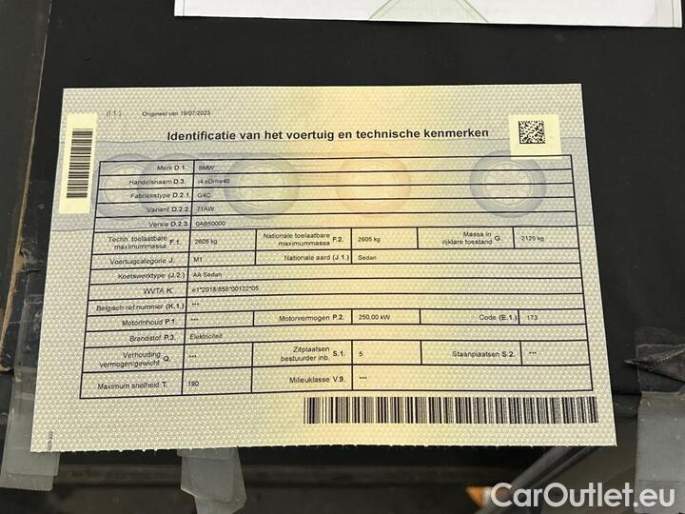 (I.1.) Origineel van 19/07/2023
Identificatie van het voertuig en technische kenmerken
Merk D.1. BMW
Handelsnaam D.3. i4 eDrive40
Fabriekstype D.2.1. G4C
Variant D.2.2. 71AW
Versie D.2.3. 0AB50000
Techn. toelaatbare maximummassa F.1. 2605 kg Nationale toelaatbare maximummassa F.2. 2605 kg Massa in rijklare toestand G. 2125 kg
Voertuigcategorie J. M1 Nationale aard (J.1.) Sedan
Koetswerktype (J.2.) AA Sedan
WVTA K. e1*2018/858*00122*05
Belgisch ref nummer (K.1.) ---
Motorinhoud P.1. --- Motorvermogen P.2. 250,00 kW Code (E.1.) 173
Brandstof P.3. Elektriciteit
Verhouding vermogen/gewicht Q. --- Zitplaatsen bestuurder inb. S.1. 5 Staanplaatsen S.2. ---
Maximum snelheid T. 190 Milieuklasse V.9. ---
CarOutlet.eu